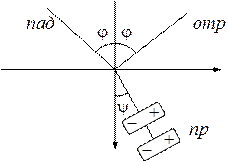 пад φ φ отр
ψ
− +
− +
пр